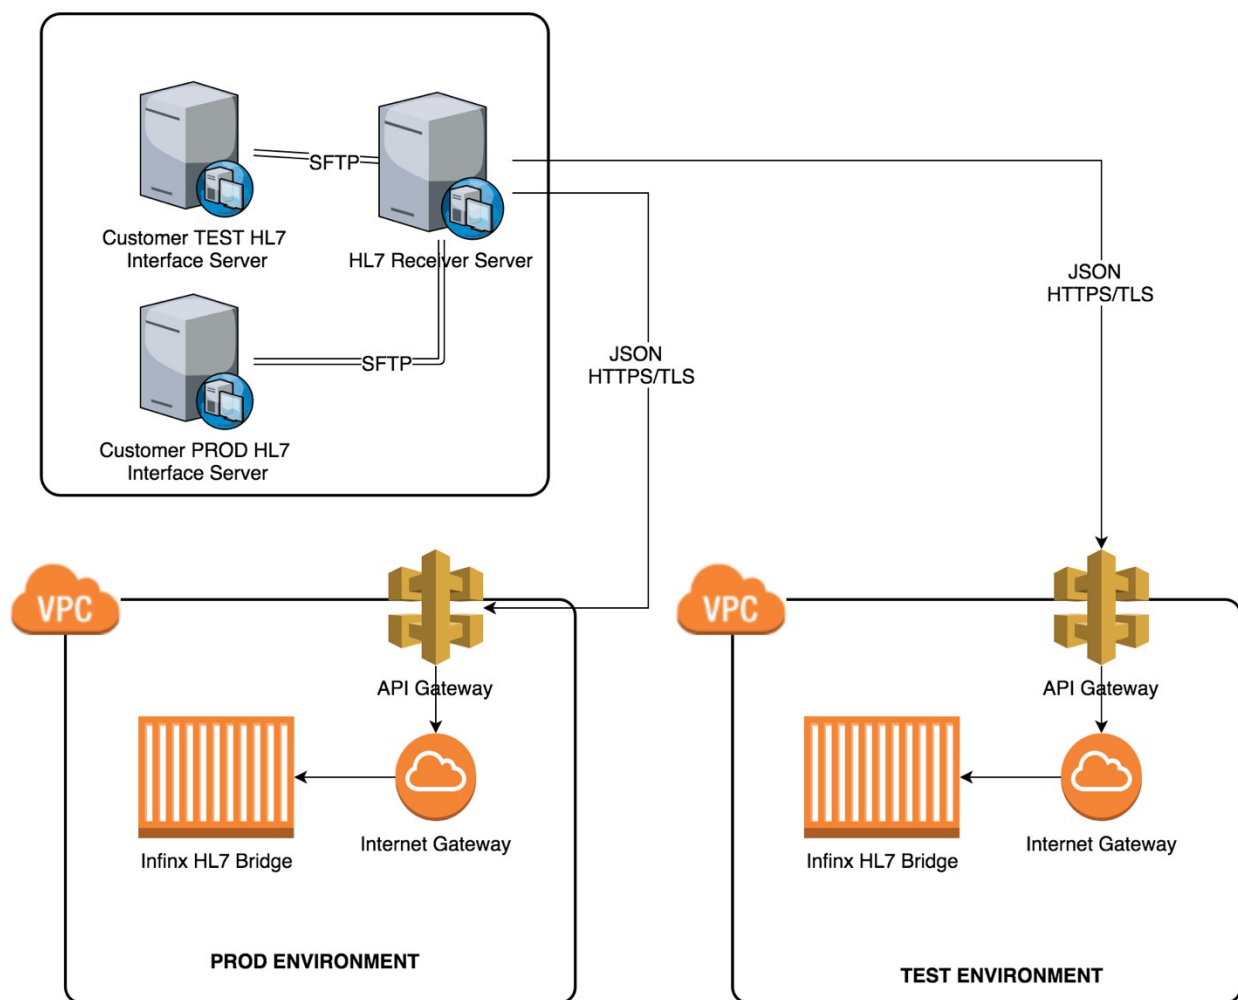 SFTP
Customer TEST HL7
Interface Server
HL7 Receiver Server
SFTP
Customer PROD HL7
Interface Server
JSON
HTTPS/TLS
JSON
HTTPS/TLS
VPC
API Gateway
Infinx HL7 Bridge
Internet Gateway
PROD ENVIRONMENT
VPC
API Gateway
Infinx HL7 Bridge
Internet Gateway
TEST ENVIRONMENT